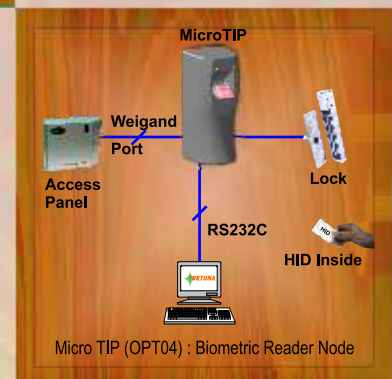 MicroTIP
Weigand
Port
Access
Panel
Lock
RS232C
HID
HID Inside
FORTUNA
Micro TIP (OPT04) : Biometric Reader Node